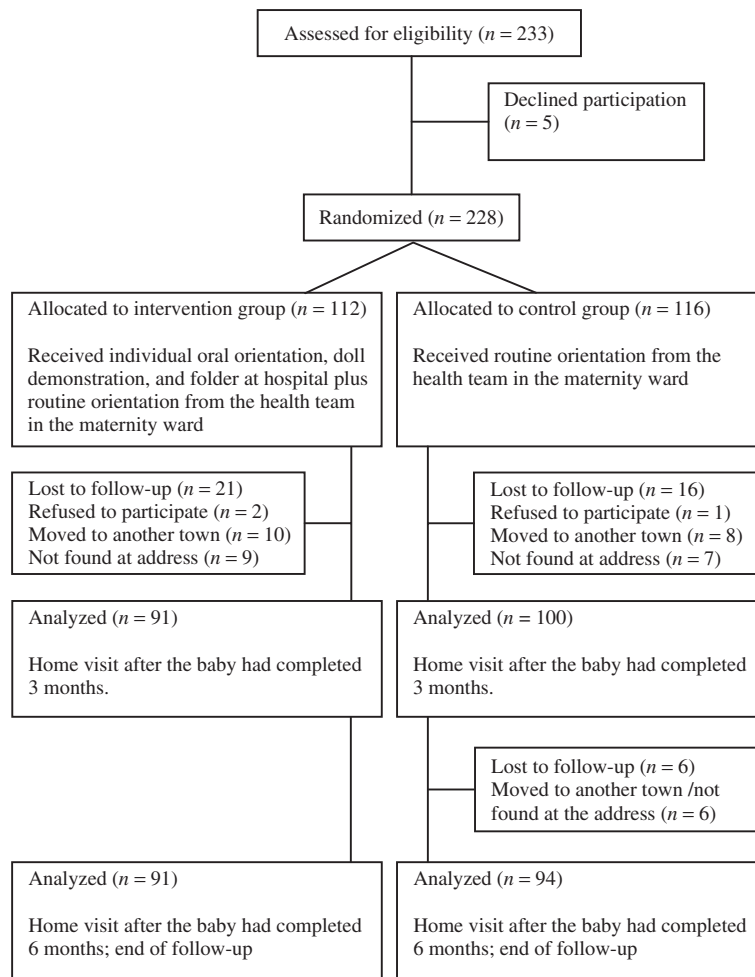 Assessed for eligibility (n = 233)
Declined participation
(n = 5)
Randomized (n = 228)
Allocated to intervention group (n = 112)
Received individual oral orientation, doll
demonstration, and folder at hospital plus
routine orientation from the health team
in the maternity ward
Allocated to control group (n = 116)
Received routine orientation from the
health team in the maternity ward
Lost to follow-up (n = 21)
Refused to participate (n = 2)
Moved to another town (n = 10)
Not found at address (n = 9)
Lost to follow-up (n = 16)
Refused to participate (n = 1)
Moved to another town (n = 8)
Not found at address (n = 7)
Analyzed (n = 91)
Home visit after the baby had completed
3 months.
Analyzed (n = 100)
Home visit after the baby had completed
3 months.
Lost to follow-up (n = 6)
Moved to another town /not
found at the address (n = 6)
Analyzed (n = 91)
Home visit after the baby had completed
6 months; end of follow-up
Analyzed (n = 94)
Home visit after the baby had completed
6 months; end of follow-up